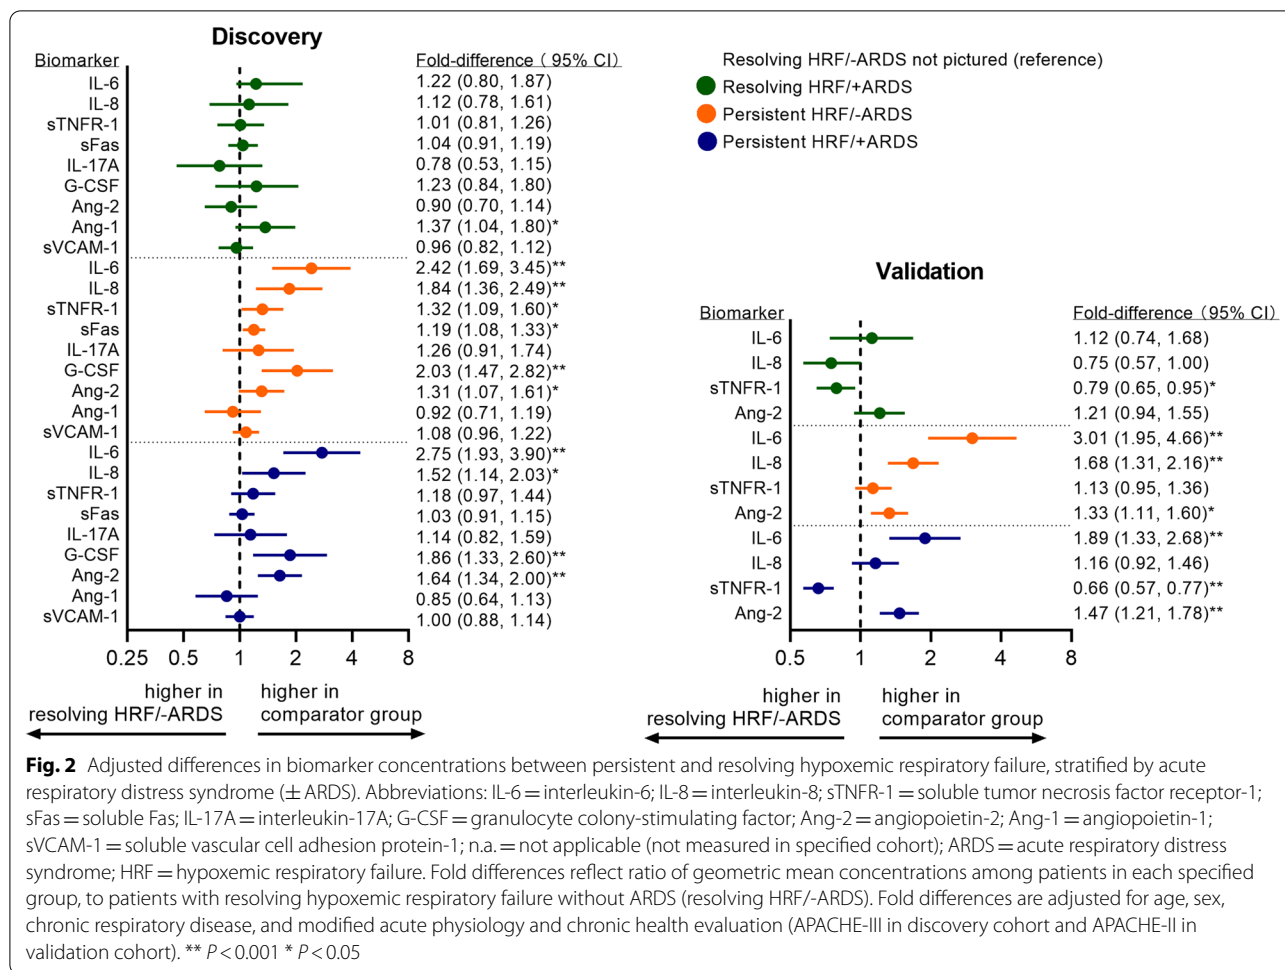 Discovery
Biomarker Fold-difference ( 95% CI)
IL-6 1.22 (0.80, 1.87)
IL-8 1.12 (0.78, 1.61)
sTNFR-1 1.01 (0.81, 1.26)
sFas 1.04 (0.91, 1.19)
IL-17A 0.78 (0.53, 1.15)
G-CSF 1.23 (0.84, 1.80)
Ang-2 0.90 (0.70, 1.14)
Ang-1 1.37 (1.04, 1.80)*
sVCAM-1 0.96 (0.82, 1.12)
IL-6 2.42 (1.69, 3.45)**
IL-8 1.84 (1.36, 2.49)**
sTNFR-1 1.32 (1.09, 1.60)*
sFas 1.19 (1.08, 1.33)*
IL-17A 1.26 (0.91, 1.74)
G-CSF 2.03 (1.47, 2.82)**
Ang-2 1.31 (1.07, 1.61)*
Ang-1 0.92 (0.71, 1.19)
sVCAM-1 1.08 (0.96, 1.22)
IL-6 2.75 (1.93, 3.90)**
IL-8 1.52 (1.14, 2.03)*
sTNFR-1 1.18 (0.97, 1.44)
sFas 1.03 (0.91, 1.15)
IL-17A 1.14 (0.82, 1.59)
G-CSF 1.86 (1.33, 2.60)**
Ang-2 1.64 (1.34, 2.00)**
Ang-1 0.85 (0.64, 1.13)
sVCAM-1 1.00 (0.88, 1.14)
0.25 0.5 1 2 4 8
higher in
resolving HRF/-ARDS
higher in
comparator group
Resolving HRF/-ARDS not pictured (reference)
Resolving HRF/+ARDS
Persistent HRF/-ARDS
Persistent HRF/+ARDS
Validation
Biomarker Fold-difference (95% CI)
IL-6 1.12 (0.74, 1.68)
IL-8 0.75 (0.57, 1.00)
sTNFR-1 0.79 (0.65, 0.95)*
Ang-2 1.21 (0.94, 1.55)
IL-6 3.01 (1.95, 4.66)**
IL-8 1.68 (1.31, 2.16)**
sTNFR-1 1.13 (0.95, 1.36)
Ang-2 1.33 (1.11, 1.60)*
IL-6 1.89 (1.33, 2.68)**
IL-8 1.16 (0.92, 1.46)
sTNFR-1 0.66 (0.57, 0.77)**
Ang-2 1.47 (1.21, 1.78)**
0.5 1 2 4 8
higher in
resolving HRF/-ARDS
higher in
comparator group
Fig. 2 Adjusted differences in biomarker concentrations between persistent and resolving hypoxemic respiratory failure, stratified by acute
respiratory distress syndrome (± ARDS). Abbreviations: IL-6 = interleukin-6; IL-8 = interleukin-8; sTNFR-1 = soluble tumor necrosis factor receptor-1;
sFas = soluble Fas; IL-17A = interleukin-17A; G-CSF = granulocyte colony-stimulating factor; Ang-2 = angiopoietin-2; Ang-1 = angiopoietin-1;
sVCAM-1 = soluble vascular cell adhesion protein-1; n.a. = not applicable (not measured in specified cohort); ARDS = acute respiratory distress
syndrome; HRF = hypoxemic respiratory failure. Fold differences reflect ratio of geometric mean concentrations among patients in each specified
group, to patients with resolving hypoxemic respiratory failure without ARDS (resolving HRF/-ARDS). Fold differences are adjusted for age, sex,
chronic respiratory disease, and modified acute physiology and chronic health evaluation (APACHE-III in discovery cohort and APACHE-II in
validation cohort). ** P < 0.001 * P < 0.05